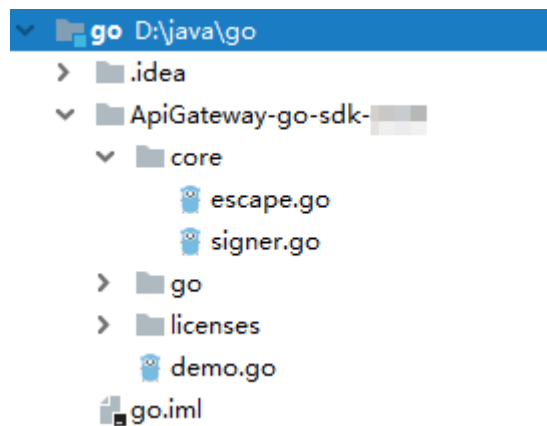 go D:\java\go
.idea
ApiGateway-go-sdk-
core
escape.go
signer.go
go
licenses
demo.go
go.iml